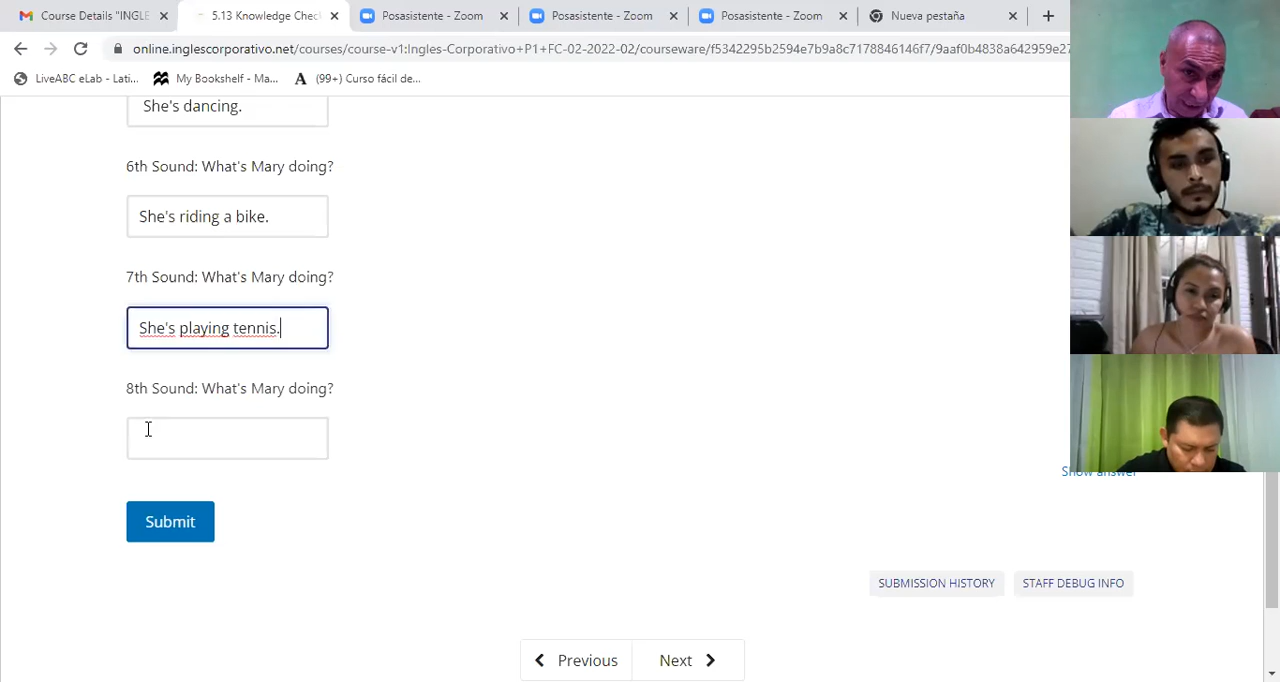 Course Details "INGLE
5.13 Knowledge Chec
Posasistente - Zoom
Posasistente - Zoom
Posasistente - Zoom
Nueva pestaña
online.inglescorporativo.net/courses/course-v1:Ingles-Corporativo+P1+FC-02-2022-02/courseware/f5342295b2594e7b9a8c7178846146f7/9aaf0b4838a642959e27
LiveABC eLab - Lati...
My Bookshelf - Ma...
(99+) Curso fácil de...
She's dancing.
6th Sound: What's Mary doing?
She's riding a bike.
7th Sound: What's Mary doing?
She's playing tennis.
8th Sound: What's Mary doing?
Show answer
Submit
SUBMISSION HISTORY
STAFF DEBUG INFO
Previous
Next